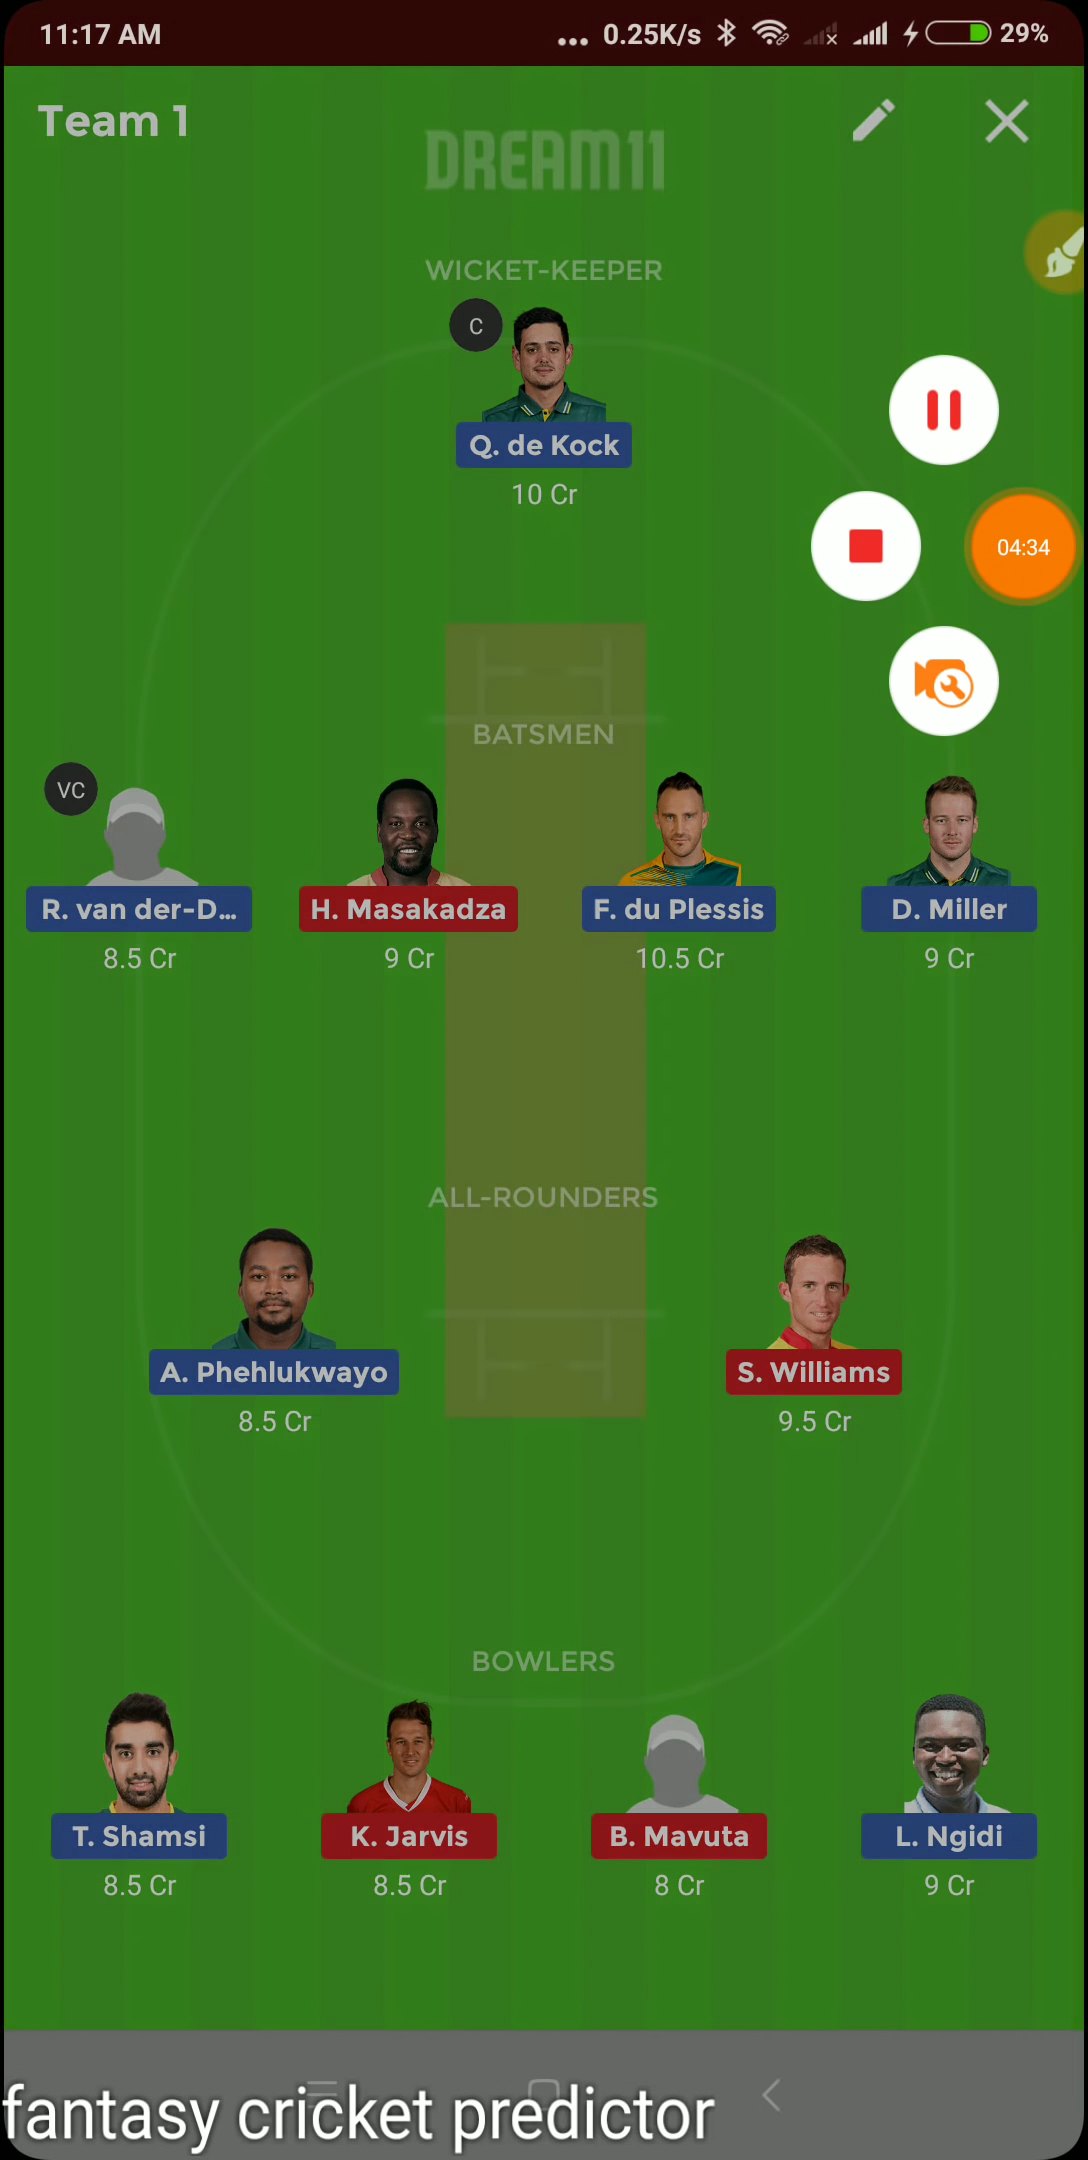 11:17 AM
... 0.25K/s
29%
Team 1
DREAM11
WICKET-KEEPER
C
Q. de Kock
10 Cr
04:34
BATSMEN
VC
R. van der-D... H. Masakadza F. du Plessis D. Miller
8.5 Cr 9 Cr 10.5 Cr 9 Cr
ALL-ROUNDERS
A. Phehlukwayo S. Williams
8.5 Cr 9.5 Cr
BOWLERS
T. Shamsi K. Jarvis B. Mavuta L. Ngidi
8.5 Cr 8.5 Cr 8 Cr 9 Cr
fantasy cricket predictor